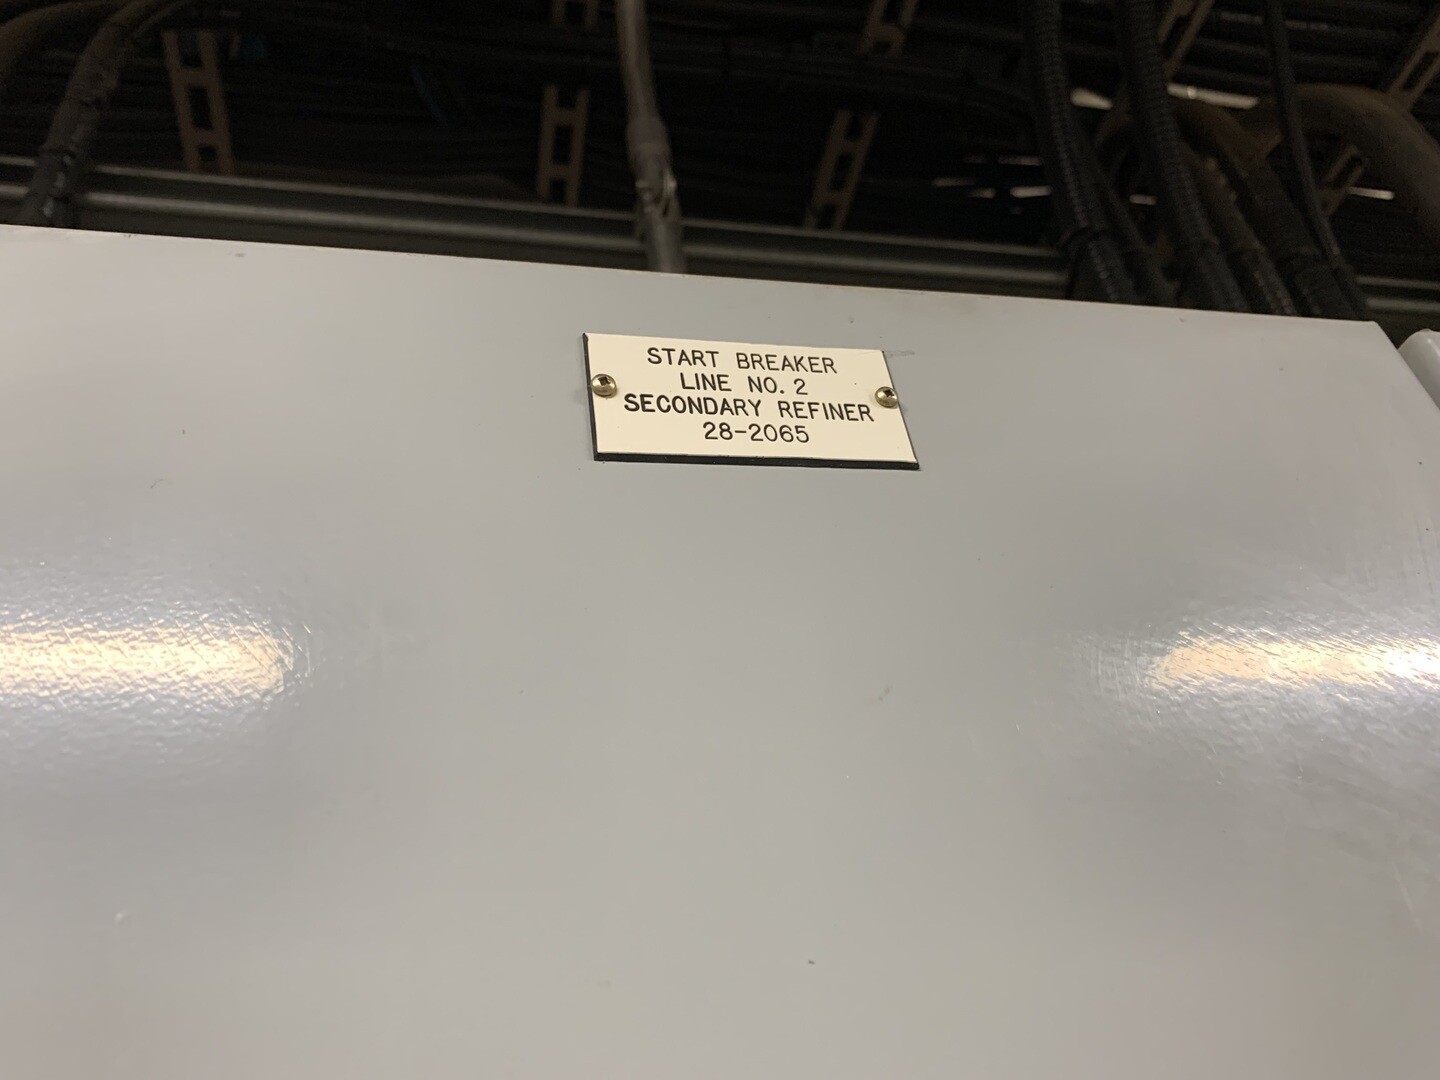 START BREAKER
LINE NO. 2
SECONDARY REFINER
28-2065